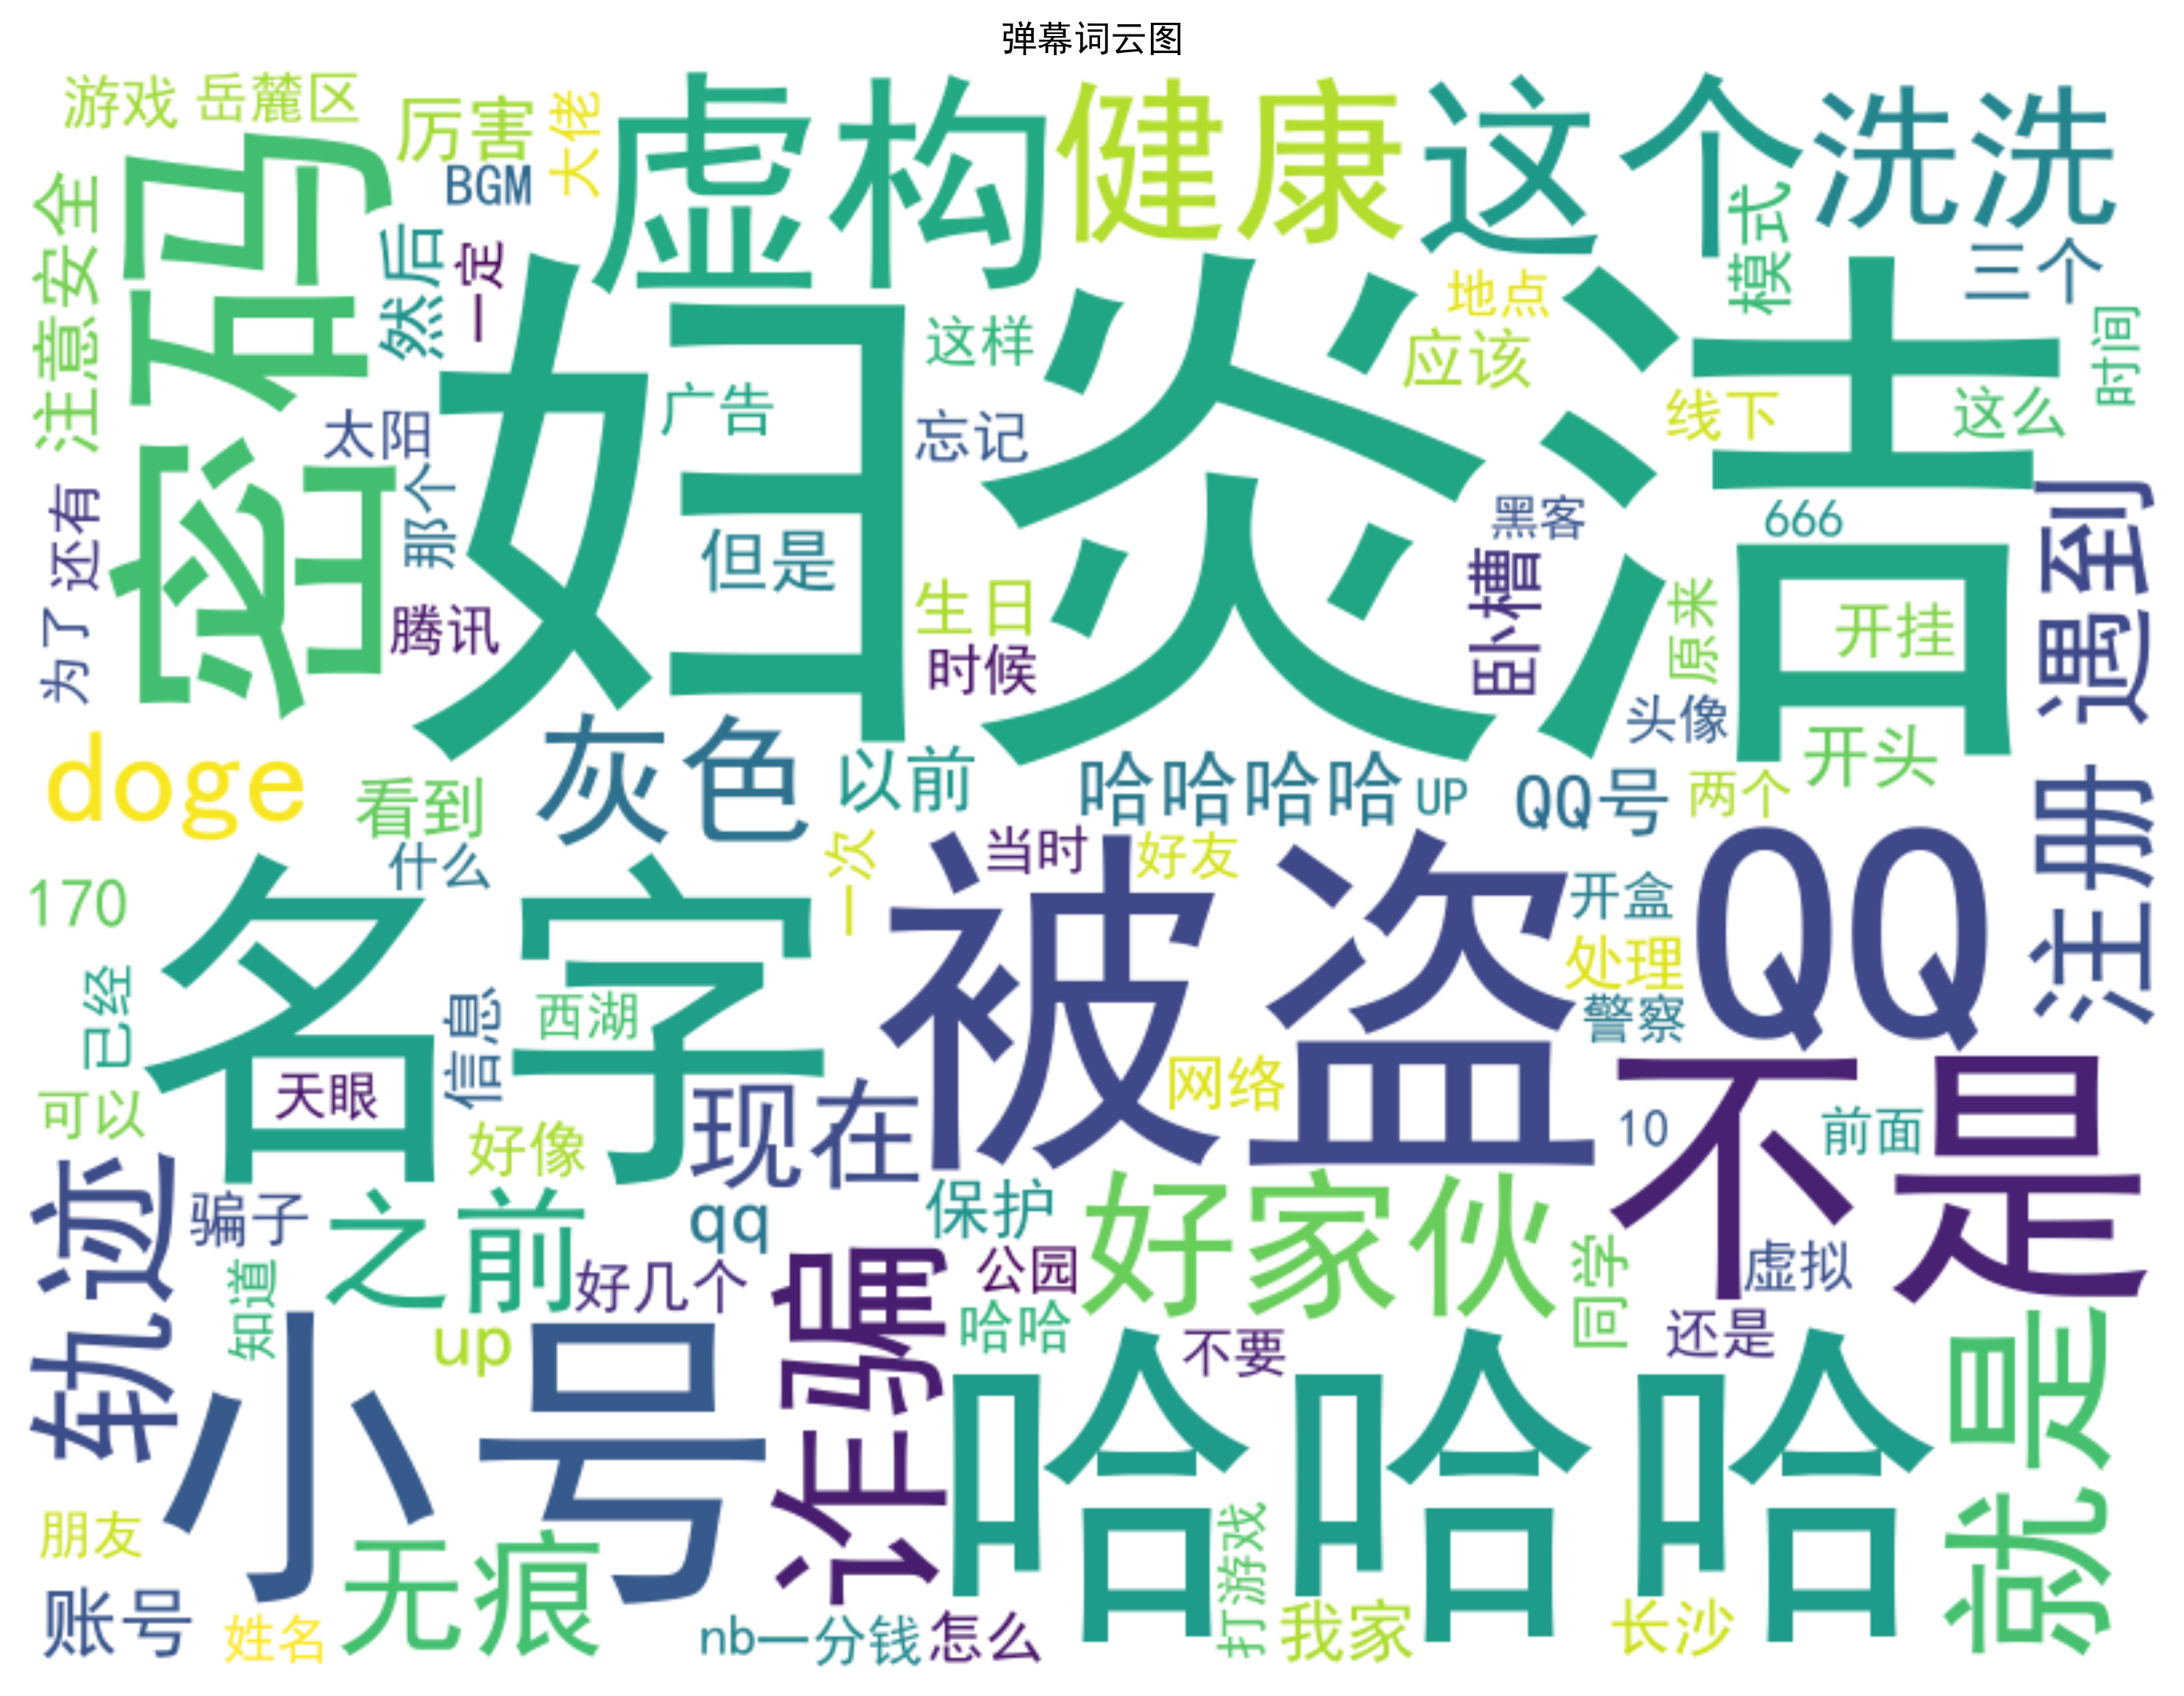 弹幕词云图
游戏
岳麓区
厉害
大佬
虚构
健康
这个
洗洗
BGM
密码
注意安全
然后
一定
模式
三个
妇炎洁
地点
这样
应该
时间
广告
线下
这么
太阳
忘记
那个
还有
黑客
666
遇到
但是
卧槽
为了
腾讯
生日
时候
原来
开挂
头像
doge
看到
灰色
以前
哈哈哈哈
UP
QQ号
两个
开头
注册
什么
一次
当时
好友
170
名字
被盗
开盒
QQ
处理
警察
已经
信息
西湖
天眼
可以
好像
现在
网络
不是
10
前面
轨迹
骗子
之前
qq
保护
好家伙
知道
好几个
诈骗
公园
同学
虚拟
up
哈哈
不要
还是
小号
哈哈哈
就是
朋友
无痕
打游戏
账号
姓名
nb
一分钱
怎么
我家
长沙